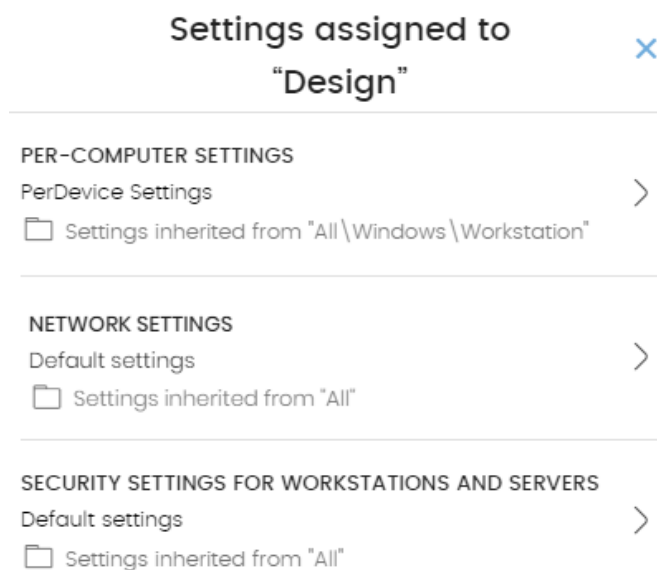 Settings assigned to
“Design”
PER-COMPUTER SETTINGS
PerDevice Settings
Settings inherited from "All\Windows\Workstation"
NETWORK SETTINGS
Default settings
Settings inherited from "All"
SECURITY SETTINGS FOR WORKSTATIONS AND SERVERS
Default settings
Settings inherited from "All"